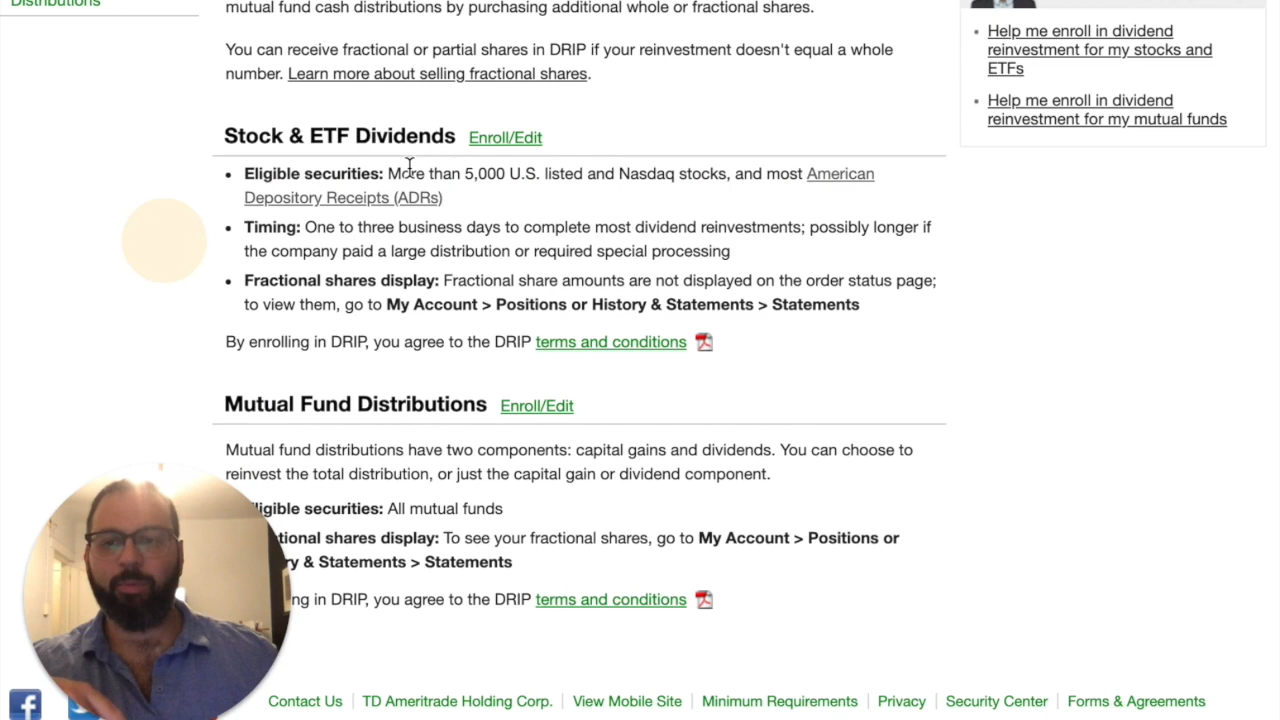 Distributions
mutual fund cash distributions by purchasing additional whole or fractional shares.
You can receive fractional or partial shares in DRIP if your reinvestment doesn't equal a whole
number. Learn more about selling fractional shares.
Stock & ETF Dividends Enroll/Edit
• Eligible securities: More than 5,000 U.S. listed and Nasdaq stocks, and most American
Depository Receipts (ADRs)
• Timing: One to three business days to complete most dividend reinvestments; possibly longer if
the company paid a large distribution or required special processing
• Fractional shares display: Fractional share amounts are not displayed on the order status page;
to view them, go to My Account > Positions or History & Statements > Statements
By enrolling in DRIP, you agree to the DRIP terms and conditions
Mutual Fund Distributions Enroll/Edit
Mutual fund distributions have two components: capital gains and dividends. You can choose to
reinvest the total distribution, or just the capital gain or dividend component.
ligible securities: All mutual funds
tional shares display: To see your fractional shares, go to My Account > Positions or
ry & Statements > Statements
ng in DRIP, you agree to the DRIP terms and conditions
• Help me enroll in dividend
reinvestment for my stocks and
ETFs
• Help me enroll in dividend
reinvestment for my mutual funds
Contact Us | TD Ameritrade Holding Corp. | View Mobile Site | Minimum Requirements | Privacy | Security Center | Forms & Agreements